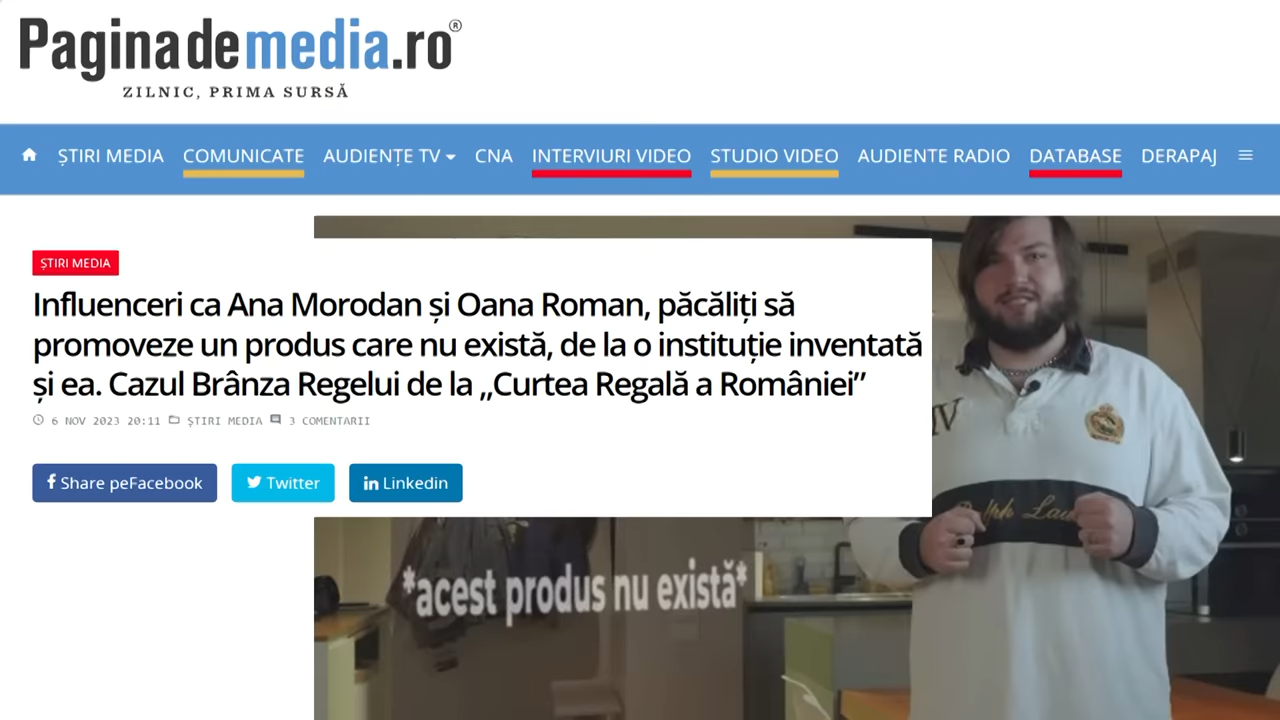 Paginademedia.ro®
ZILNIC, PRIMA SURSĂ
ȘTIRI MEDIA COMUNICATE AUDIENȚE TV CNA INTERVIURI VIDEO STUDIO VIDEO AUDIENTE RADIO DATABASE DERAPAJ
ȘTIRI MEDIA
Influenceri ca Ana Morodan și Oana Roman, păcăliți să
promoveze un produs care nu există, de la o instituție inventată
și ea. Cazul Brânza Regelui de la „Curtea Regală a României”
6 NOV 2023 20:11 ȘTIRI MEDIA 3 COMENTARII
Share peFacebook Twitter Linkedin
IV
*acest produs nu există*